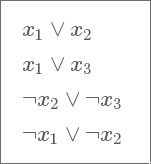 x₁ ∨ x₂
x₁ ∨ x₃
¬x₂ ∨ ¬x₃
¬x₁ ∨ ¬x₂